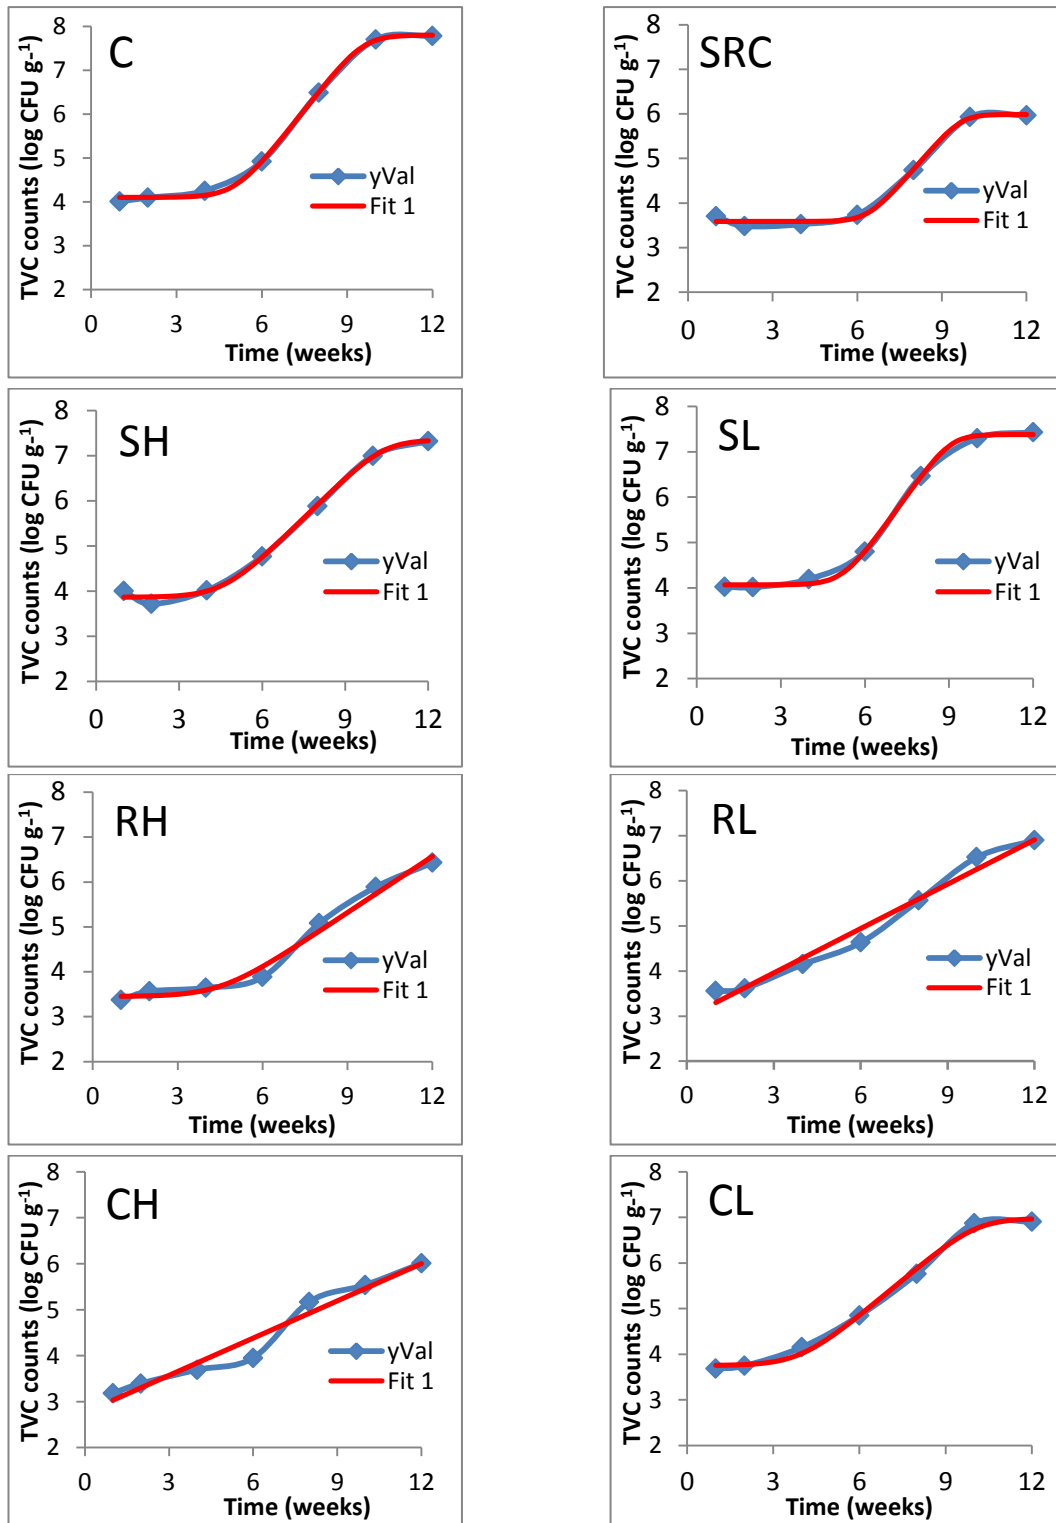 TVC counts (log CFU g-1)
C
8
7
6
5
4
3
2
yVal
Fit 1
0 3 6 9 12
Time (weeks)
TVC counts (log CFU g-1)
SRC
8
7
6
5
4
3
2
yVal
Fit 1
0 3 6 9 12
Time (weeks)
TVC counts (log CFU g-1)
SH
8
7
6
5
4
3
2
yVal
Fit 1
0 3 6 9 12
Time (weeks)
TVC counts (log CFU g-1)
SL
8
7
6
5
4
3
2
yVal
Fit 1
0 3 6 9 12
Time (weeks)
TVC counts (log CFU g-1)
RH
8
7
6
5
4
3
2
yVal
Fit 1
0 3 6 9 12
Time (weeks)
TVC counts (log CFU g-1)
RL
8
7
6
5
4
3
2
yVal
Fit 1
0 3 6 9 12
Time (weeks)
TVC counts (log CFU g-1)
CH
8
7
6
5
4
3
2
yVal
Fit 1
0 3 6 9 12
Time (weeks)
TVC counts (log CFU g-1)
CL
8
7
6
5
4
3
2
yVal
Fit 1
0 3 6 9 12
Time (weeks)